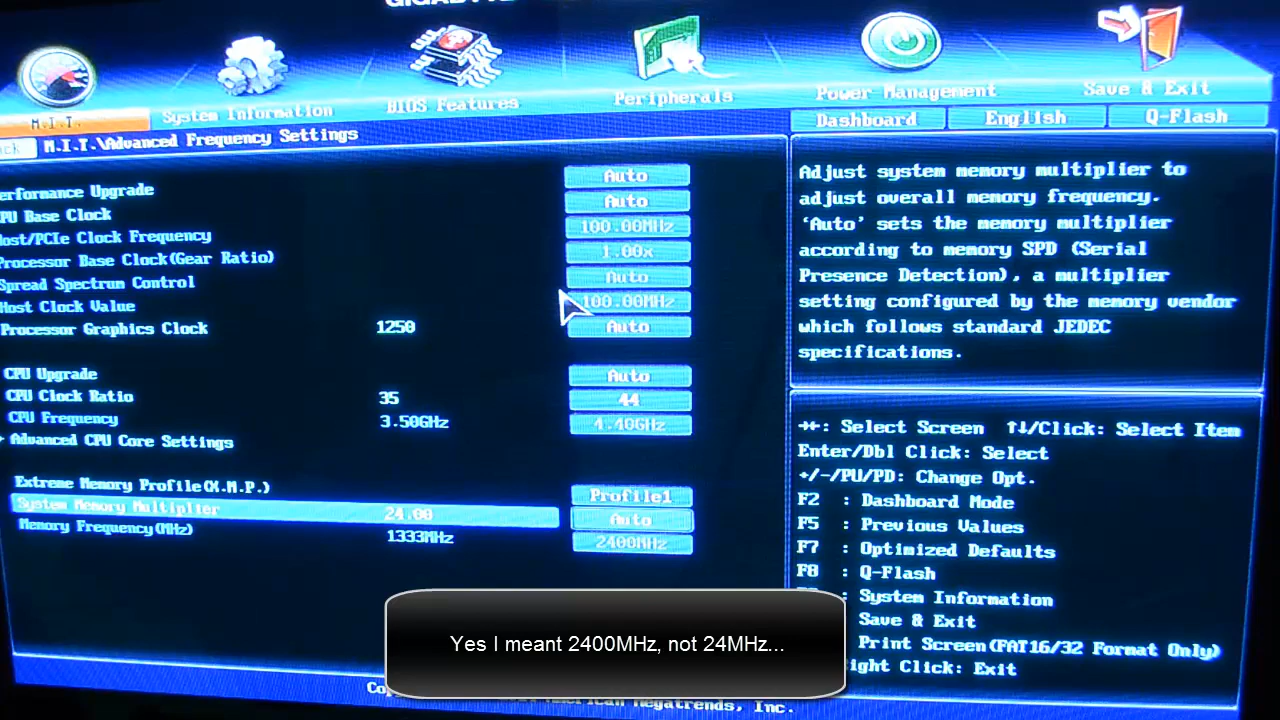 GIGABYTE
M.I.T.
System Information
BIOS Features
Peripherals
Power Management
Save & Exit
Dashboard
English
Q-Flash
M.I.T.\Advanced Frequency Settings
erformance Upgrade Auto
PU Base Clock Auto
ost/PCIe Clock Frequency 100.00MHz
Processor Base Clock(Gear Ratio) 1.00x
Spread Spectrum Control Auto
Host Clock Value 100.00MHz
Processor Graphics Clock 1250 Auto
CPU Upgrade Auto
CPU Clock Ratio 35 44
CPU Frequency 3.50GHz 4.40GHz
Advanced CPU Core Settings
Extreme Memory Profile(X.M.P.) Profile1
System Memory Multiplier 24.00 Auto
Memory Frequency(MHz) 1333MHz 2400MHz
Adjust system memory multiplier to
adjust overall memory frequency.
'Auto' sets the memory multiplier
according to memory SPD (Serial
Presence Detection), a multiplier
setting configured by the memory vendor
which follows standard JEDEC
specifications.
→←: Select Screen ↑↓/Click: Select Item
Enter/Dbl Click: Select
+/-/PU/PD: Change Opt.
F2 : Dashboard Mode
F5 : Previous Values
F7 : Optimized Defaults
F8 : Q-Flash
: System Information
Save & Exit
Print Screen(FAT16/32 Format Only)
ight Click: Exit
Yes I meant 2400MHz, not 24MHz...
American Megatrends, Inc.